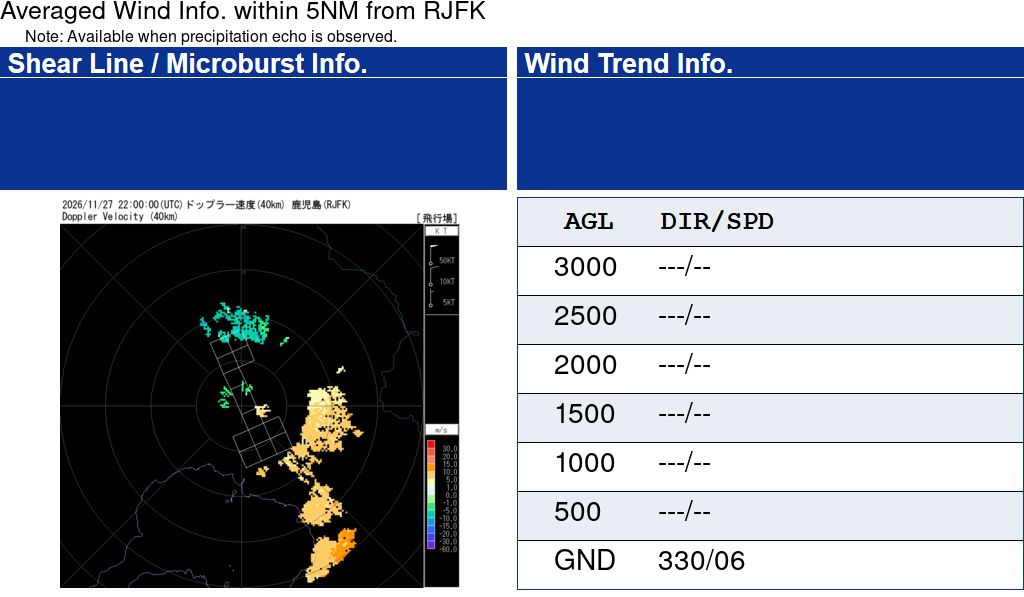 Averaged Wind Info. within 5NM from RJFK
Note: Available when precipitation echo is observed.
Shear Line / Microburst Info.
Wind Trend Info.
2026/11/27 22:00:00(UTC) ドップラー速度(40km) 鹿児島(RJFK)
Doppler Velocity (40km)
[飛行場]
K T
50KT
10KT
5KT
m/s
30.0
20.0
15.0
10.0
5.0
1.0
0.0
-1.0
-5.0
-10.0
-15.0
-20.0
-30.0
-60.0
AGL DIR/SPD
3000 ---/--
2500 ---/--
2000 ---/--
1500 ---/--
1000 ---/--
500 ---/--
GND 330/06